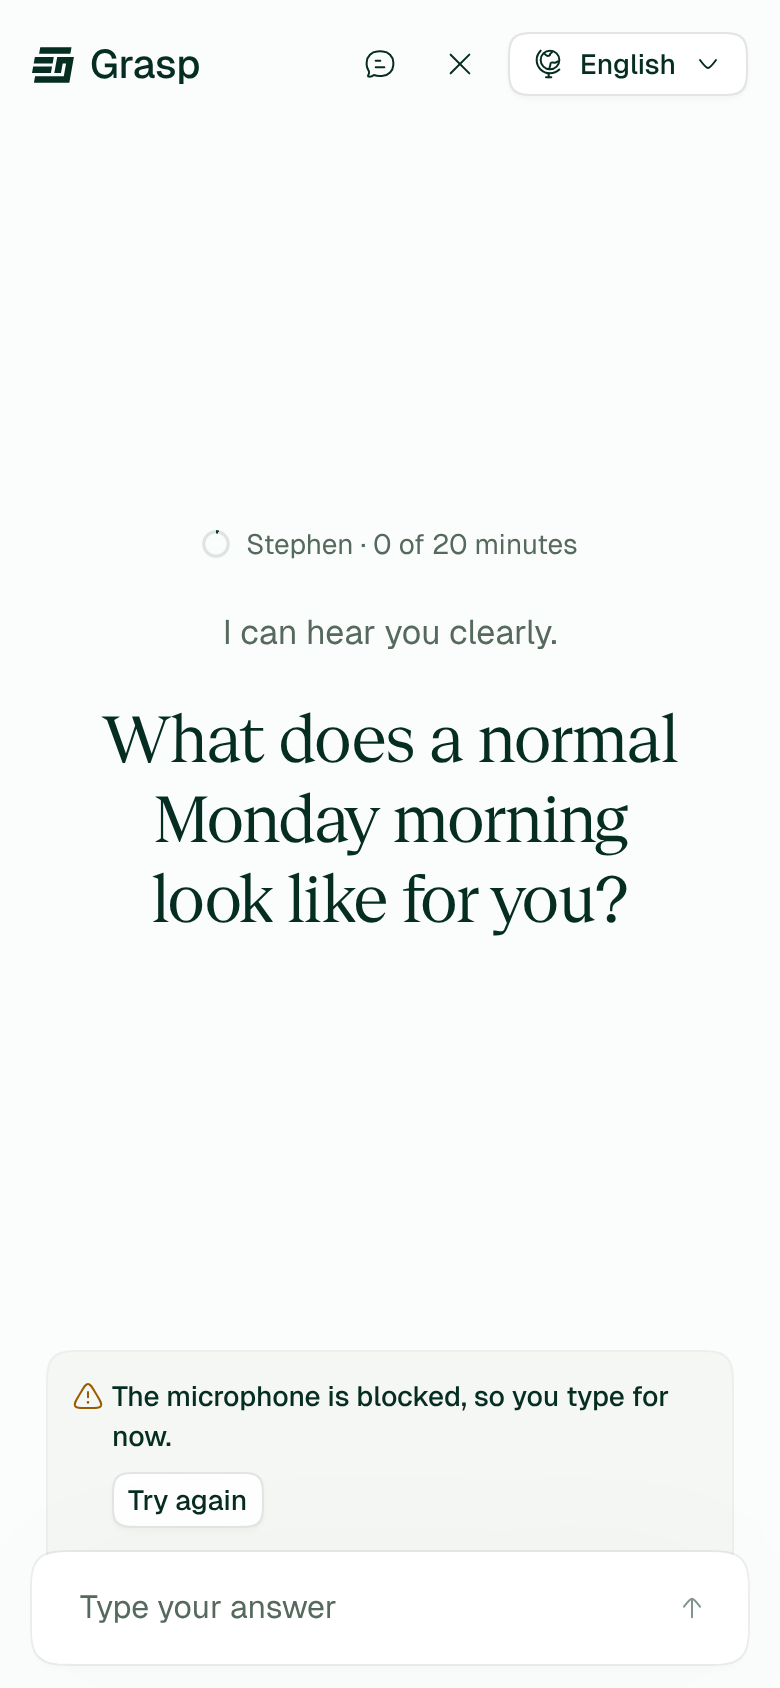 Grasp
English
Stephen · 0 of 20 minutes
I can hear you clearly.
What does a normal
Monday morning
look like for you?
The microphone is blocked, so you type for
now.
Try again
Type your answer